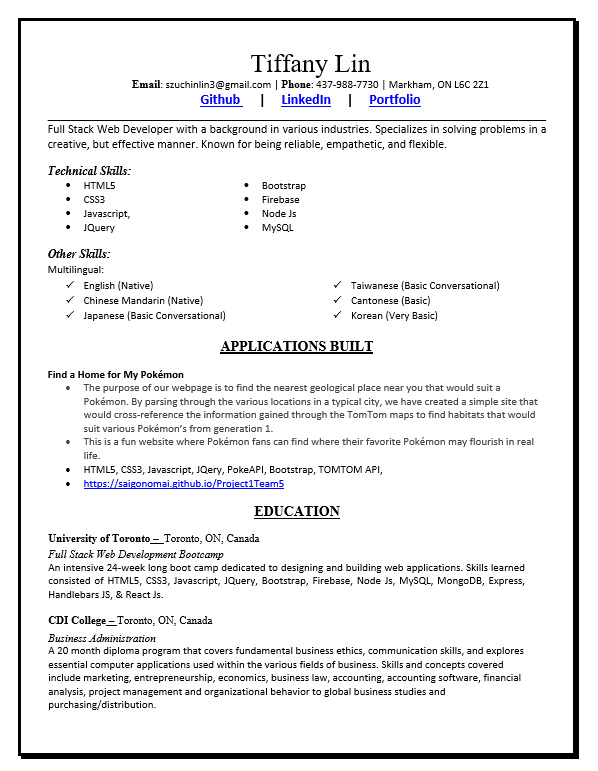 Tiffany Lin
Email: szuchinlin3@gmail.com | Phone: 437-988-7730 | Markham, ON L6C 2Z1
Github | LinkedIn | Portfolio
Full Stack Web Developer with a background in various industries. Specializes in solving problems in a
creative, but effective manner. Known for being reliable, empathetic, and flexible.
Technical Skills:
• HTML5
• CSS3
• Javascript,
• JQuery
• Bootstrap
• Firebase
• Node Js
• MySQL
Other Skills:
Multilingual:
✓ English (Native)
✓ Chinese Mandarin (Native)
✓ Japanese (Basic Conversational)
✓ Taiwanese (Basic Conversational)
✓ Cantonese (Basic)
✓ Korean (Very Basic)
APPLICATIONS BUILT
Find a Home for My Pokémon
• The purpose of our webpage is to find the nearest geological place near you that would suit a
Pokémon. By parsing through the various locations in a typical city, we have created a simple site that
would cross-reference the information gained through the TomTom maps to find habitats that would
suit various Pokémon's from generation 1.
• This is a fun website where Pokémon fans can find where their favorite Pokémon may flourish in real
life.
• HTML5, CSS3, Javascript, JQery, PokeAPI, Bootstrap, TOMTOM API,
• https://saigonomai.github.io/Project1Team5
EDUCATION
University of Toronto – Toronto, ON, Canada
Full Stack Web Development Bootcamp
An intensive 24-week long boot camp dedicated to designing and building web applications. Skills learned
consisted of HTML5, CSS3, Javascript, JQuery, Bootstrap, Firebase, Node Js, MySQL, MongoDB, Express,
Handlebars JS, & React Js.
CDI College – Toronto, ON, Canada
Business Administration
A 20 month diploma program that covers fundamental business ethics, communication skills, and explores
essential computer applications used within the various fields of business. Skills and concepts covered
include marketing, entrepreneurship, economics, business law, accounting, accounting software, financial
analysis, project management and organizational behavior to global business studies and
purchasing/distribution.